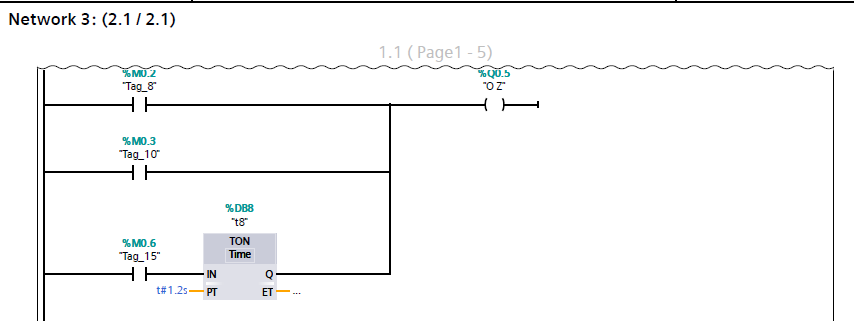 Network 3: (2.1 / 2.1)
1.1 ( Page1 - 5)
%M0.2
"Tag_8"
%Q0.5
"O Z"
%M0.3
"Tag_10"
%DB8
"t8"
TON
Time
%M0.6
"Tag_15"
IN
Q
t#1.2s
PT
ET
...